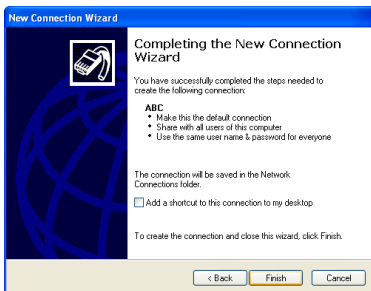 New Connection Wizard
Completing the New Connection
Wizard
You have successfully completed the steps needed to
create the following connection:
ABC
• Make this the default connection
• Share with all users of this computer
• Use the same user name & password for everyone
The connection will be saved in the Network
Connections folder.
Add a shortcut to this connection to my desktop
To create the connection and close this wizard, click Finish.
< Back Finish Cancel